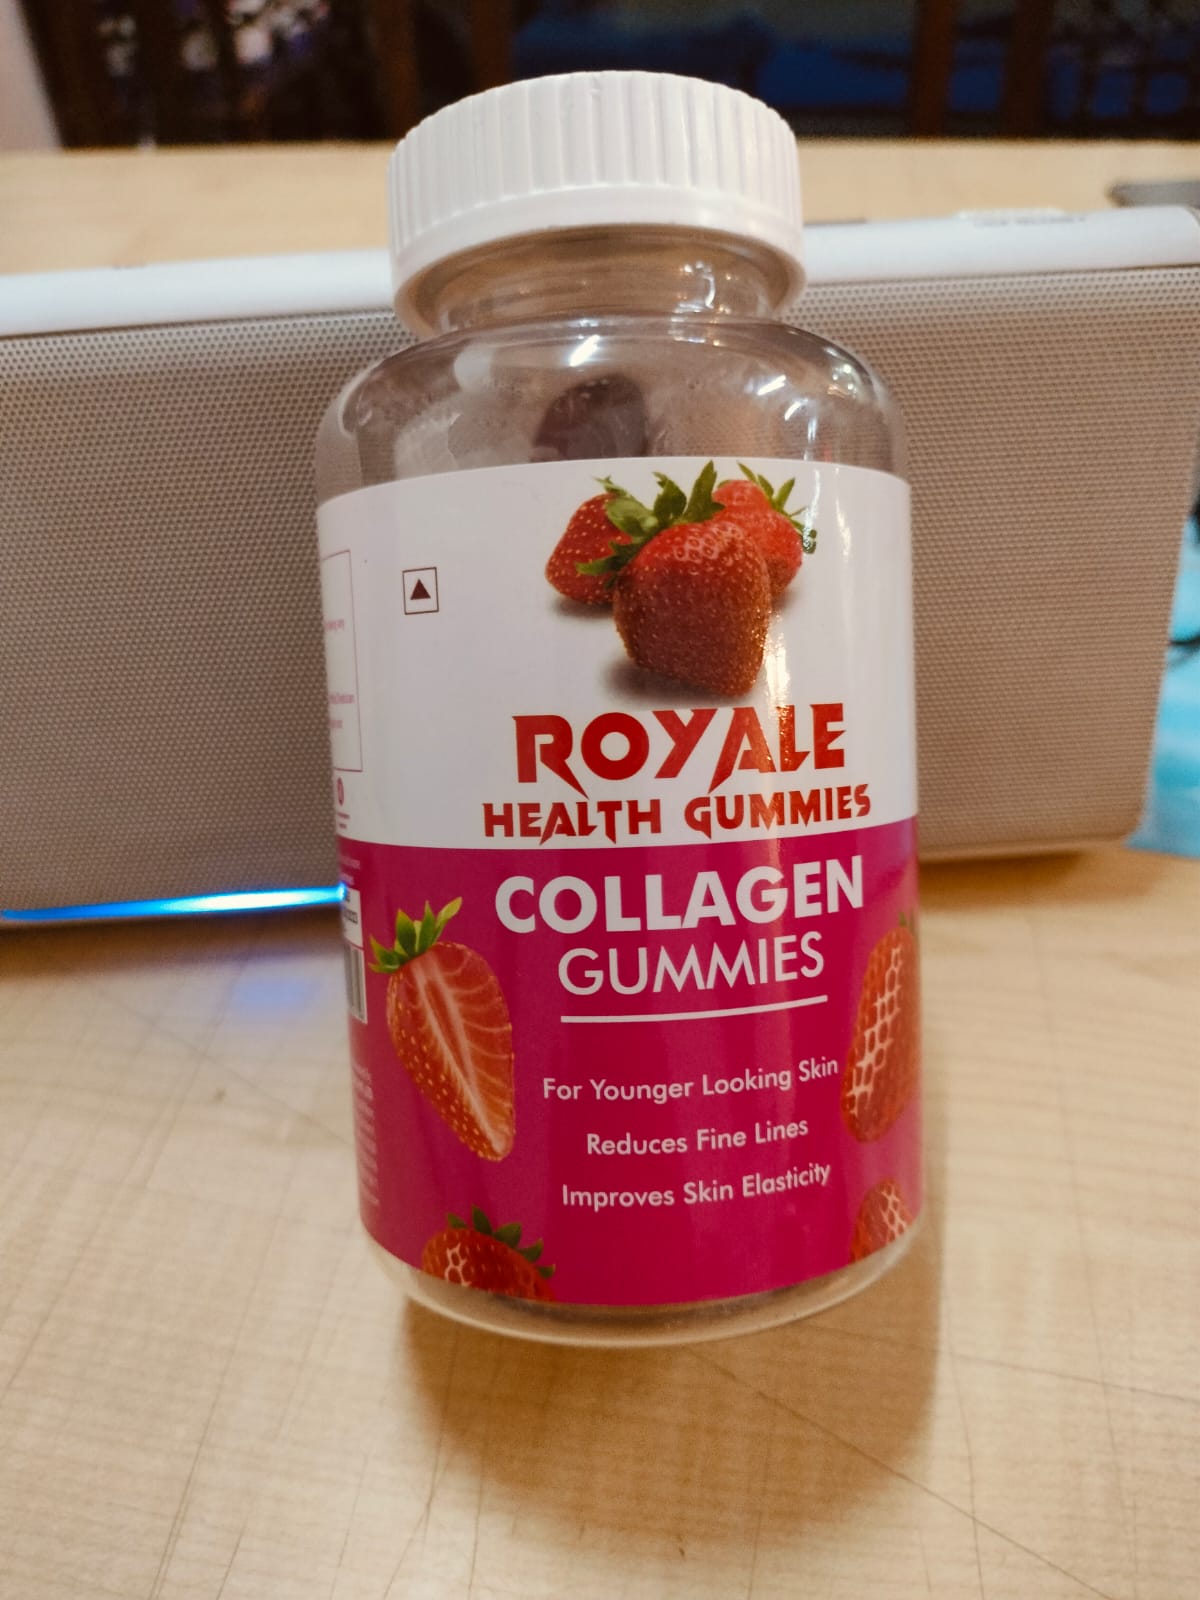 ROYALE
HEALTH GUMMIES
COLLAGEN
GUMMIES
For Younger Looking Skin
Reduces Fine Lines
Improves Skin Elasticity